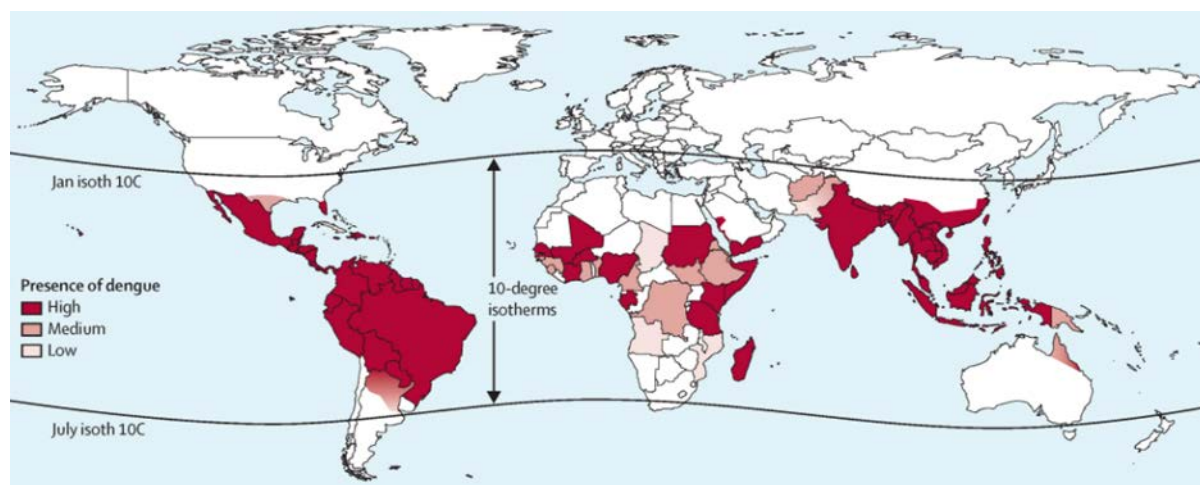 Jan isoth 10C
Presence of dengue
High
Medium
Low
10-degree
isotherms
July isoth 10C